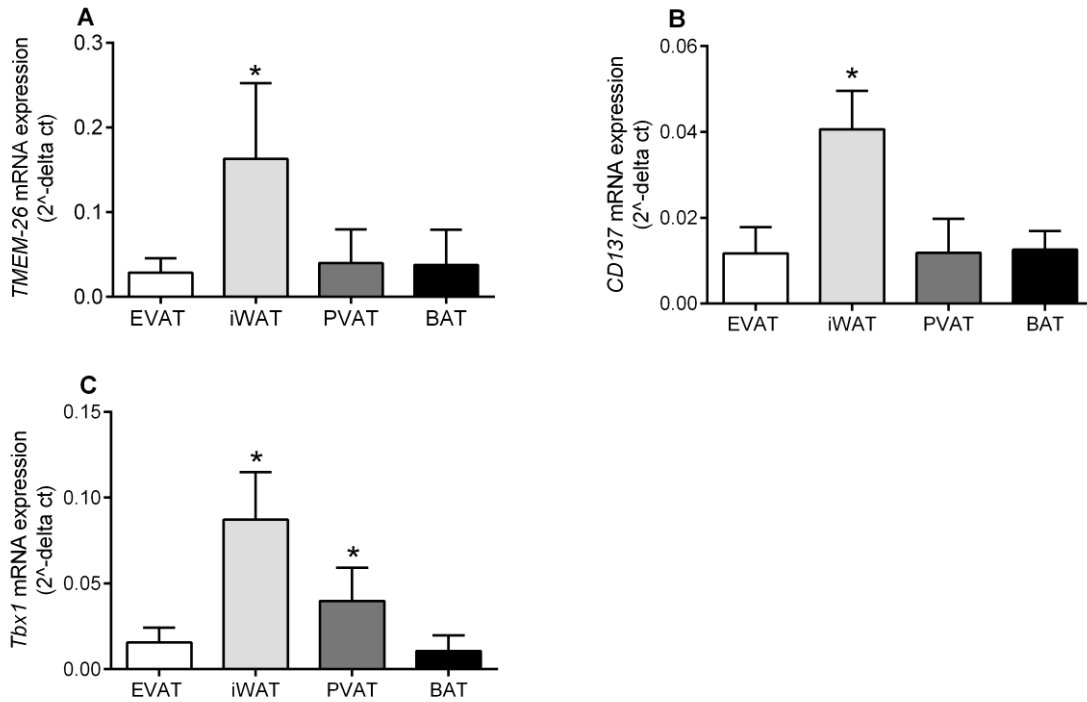 A
TMEM-26 mRNA expression
(2^-delta ct)
0.3
0.2
0.1
0.0
*
EVAT iWAT PVAT BAT
B
CD137 mRNA expression
(2^-delta ct)
0.06
0.04
0.02
0.00
*
EVAT iWAT PVAT BAT
C
Tbx1 mRNA expression
(2^-delta ct)
0.15
0.10
0.05
0.00
*
*
EVAT iWAT PVAT BAT